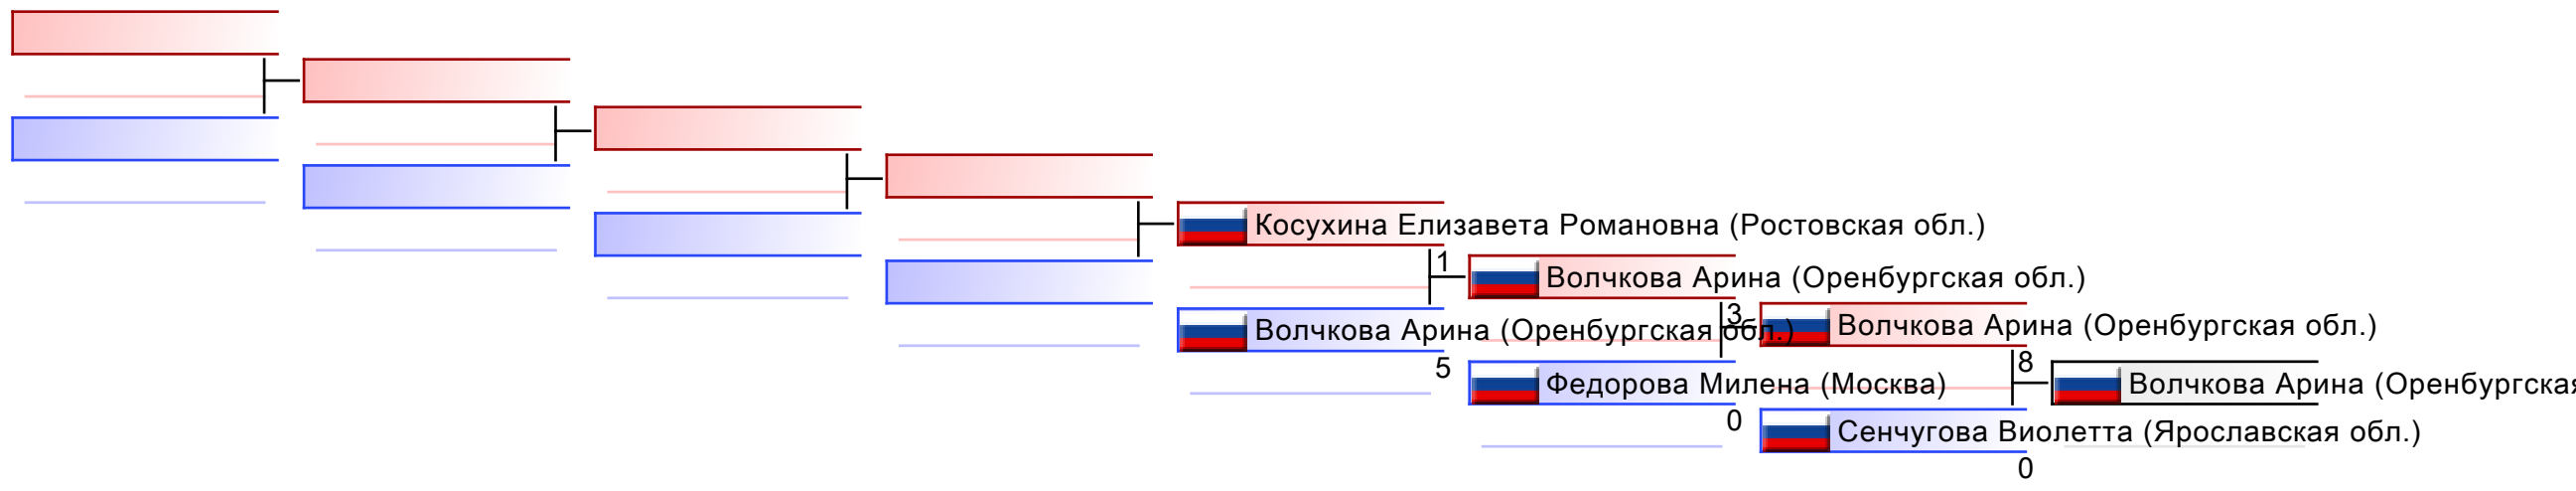 Косухина Елизавета Романовна (Ростовская обл.)
1
Волчкова Арина (Оренбургская обл.)
5
Волчкова Арина (Оренбургская обл.)
3
Федорова Милена (Москва)
0
Волчкова Арина (Оренбургская обл.)
8
Сенчугова Виолетта (Ярославская обл.)
0
Волчкова Арина (Оренбургская